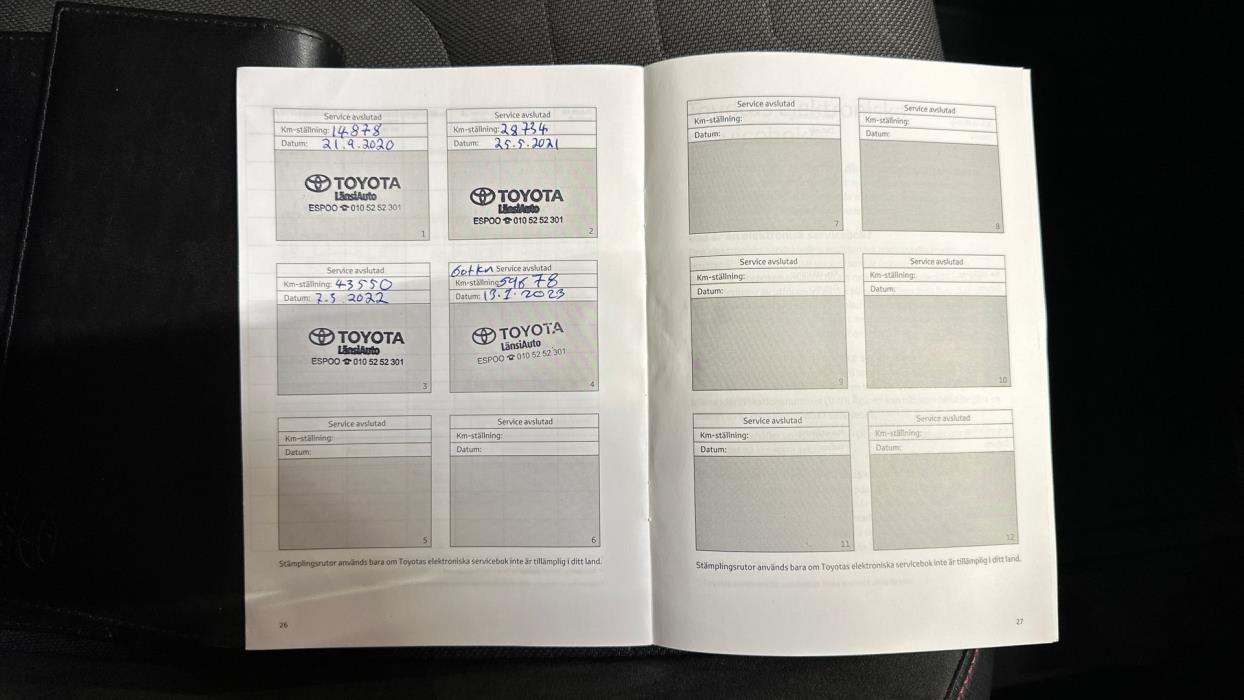 Service avslutad
Km-ställning: 14878
Datum: 21.9.2020
TOYOTA
LänsiAuto
ESPOO ☎ 010 52 52 301
1
Service avslutad
Km-ställning: 28734
Datum: 25.5.2021
TOYOTA
LänsiAuto
ESPOO ☎ 010 52 52 301
2
Service avslutad
Km-ställning: 43550
Datum: 7.5.2022
TOYOTA
LänsiAuto
ESPOO ☎ 010 52 52 301
3
60tkm Service avslutad
Km-ställning: 59678
Datum: 13.1.2023
TOYOTA
LänsiAuto
ESPOO ☎ 010 52 52 301
4
Service avslutad
Km-ställning:
Datum:
5
Service avslutad
Km-ställning:
Datum:
6
Stämplingsrutor används bara om Toyotas elektroniska servicebok inte är tillämplig i ditt land.
26
Service avslutad
Km-ställning:
Datum:
7
Service avslutad
Km-ställning:
Datum:
8
Service avslutad
Km-ställning:
Datum:
9
Service avslutad
Km-ställning:
Datum:
10
Service avslutad
Km-ställning:
Datum:
11
Service avslutad
Km-ställning:
Datum:
12
Stämplingsrutor används bara om Toyotas elektroniska servicebok inte är tillämplig i ditt land.
27